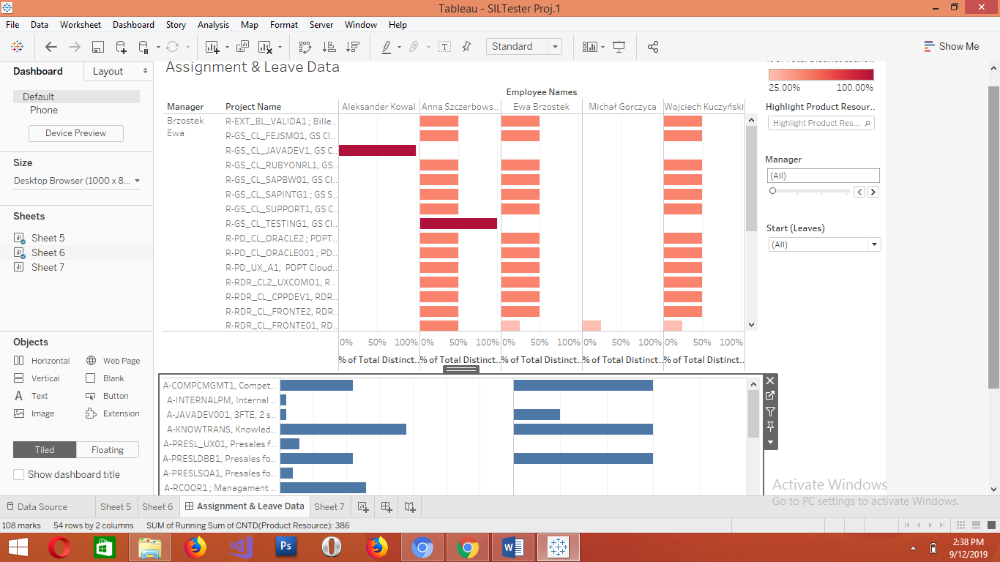 Tableau - SILTester Proj.1
File Data Worksheet Dashboard Story Analysis Map Format Server Window Help
Standard
Show Me
Dashboard Layout
Default
Phone
Device Preview
Size
Desktop Browser (1000 x 8...
Sheets
Sheet 5
Sheet 6
Sheet 7
Objects
Horizontal Web Page
Vertical Blank
Text Button
Image Extension
Tiled Floating
Show dashboard title
Assignment & Leave Data
Employee Names
Manager Project Name Aleksander Kowal Anna Szczerbows.. Ewa Brzostek Michał Gorczyca Wojciech Kuczyński
Brzostek Ewa
R-EXT_BL_VALIDA1 ; Bille..
R-GS_CL_FEJSMO1, GS Cl..
R-GS_CL_JAVADEV1, GS C..
R-GS_CL_RUBYONRL1, GS..
R-GS_CL_SAPBW01, GS Cl..
R-GS_CL_SAPINTG1 ; GS S..
R-GS_CL_SUPPORT1, GS C..
R-GS_CL_TESTING1, GS Cl..
R-PD_CL_ORACLE2 ; PDPT..
R-PD_CL_ORACLE001 ; PD..
R-PD_UX_A1, PDPT Cloud..
R-RDR_CL2_UXCOMO1, R..
R-RDR_CL_CPPDEV1, RDR..
R-RDR_CL_FRONTE2, RDR..
R-RDR_CL_FRONTE01, RD..
0% 50% 100% 0% 50% 100% 0% 50% 100% 0% 50% 100% 0% 50% 100%
% of Total Distinct.. % of Total Distinct.. % of Total Distinct.. % of Total Distinct.. % of Total Distinct..
A-COMPCMGMT1, Compet..
A-INTERNALPM, Internal ..
A-JAVADEV001, 3FTE, 2 s..
A-KNOWTRANS, Knowled..
A-PRESL_UX01, Presales f..
A-PRESLDBB1, Presales fo..
A-PRESLSQA1, Presales fo..
A-RCOOR1 ; Managament ..
25.00% 100.00%
Highlight Product Resour..
Highlight Product Res...
Manager
(All)
Start (Leaves)
(All)
Activate Windows
Go to PC settings to activate Windows.
Data Source Sheet 5 Sheet 6 Assignment & Leave Data Sheet 7
108 marks 54 rows by 2 columns SUM of Running Sum of CNTD(Product Resource): 386
Ps
2:38 PM
9/12/2019